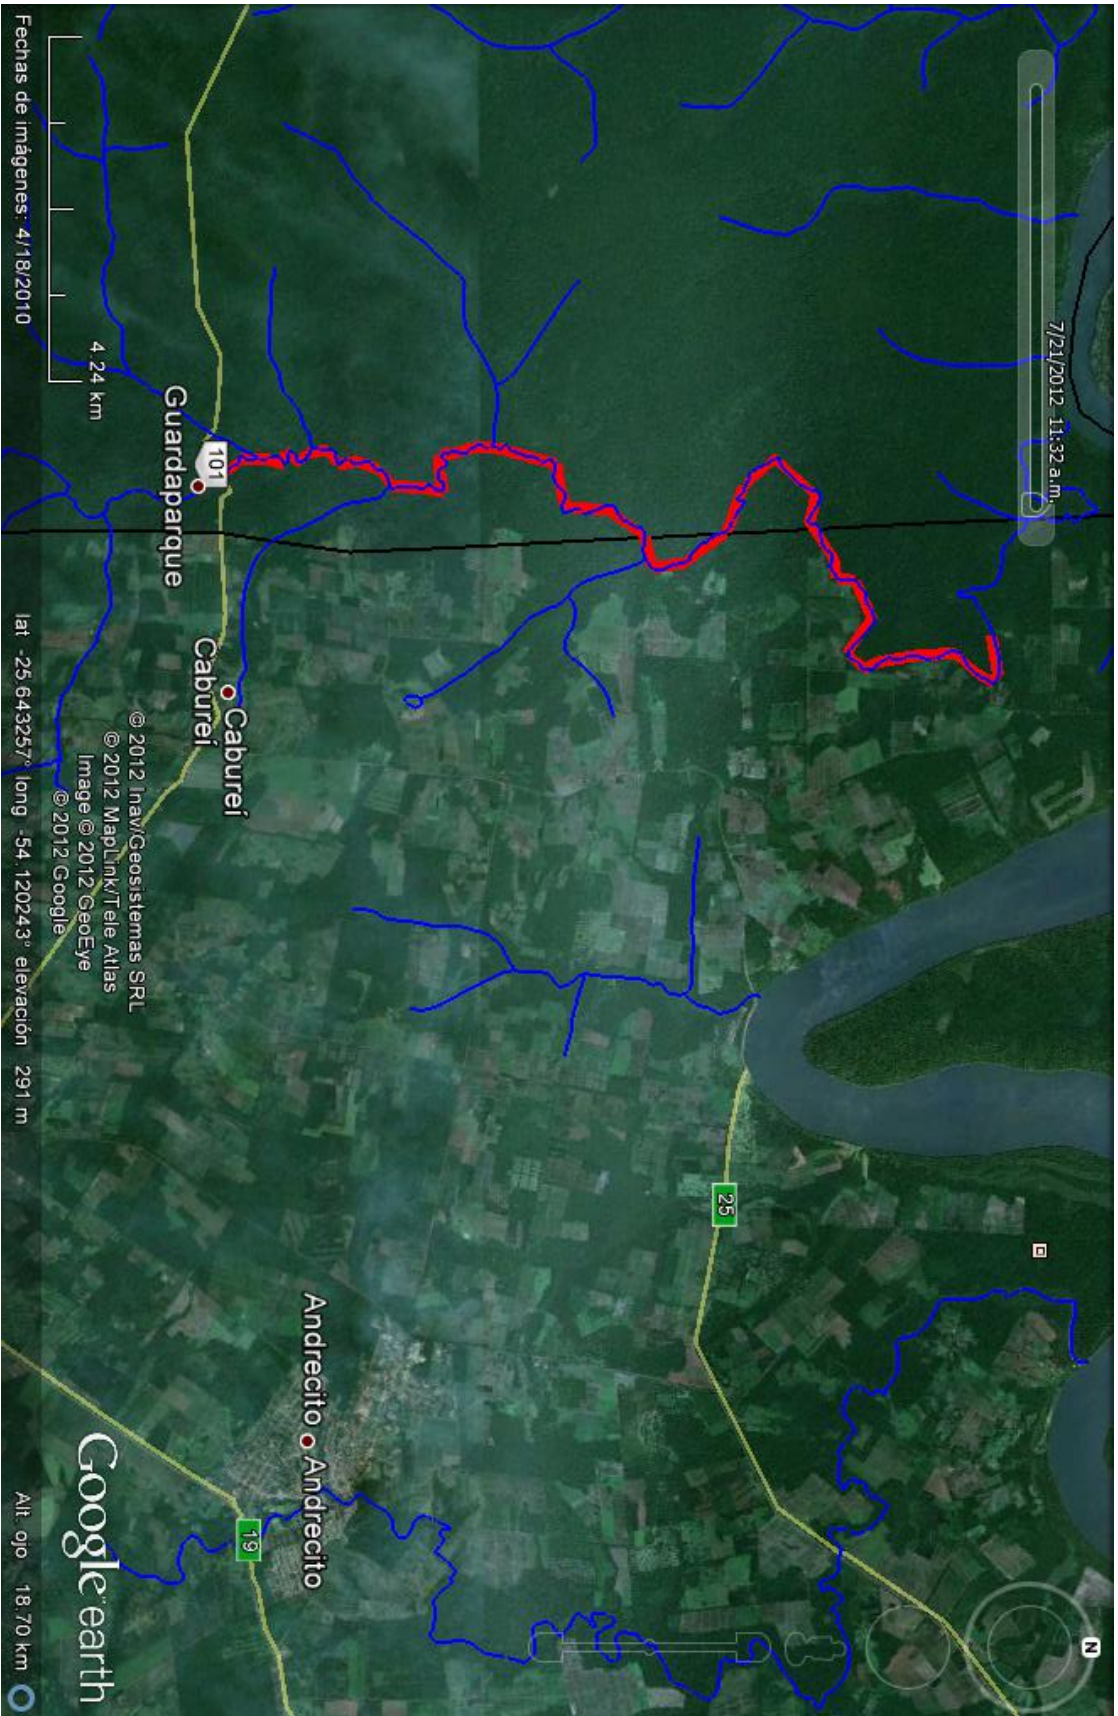 7/21/2012 11:32 a.m.
N
25
Andrecito Andrecito
19
Caburei
Caburei
101
Guardaparque
© 2012 Inav/Geosistemas SRL
© 2012 MapLink/Tele Atlas
Image © 2012 GeoEye
© 2012 Google
Google earth
4.24 km
Fechas de imágenes: 4/18/2010 lat -25.643257° long -54.120243° elevación 291 m Alt. ojo 18.70 km